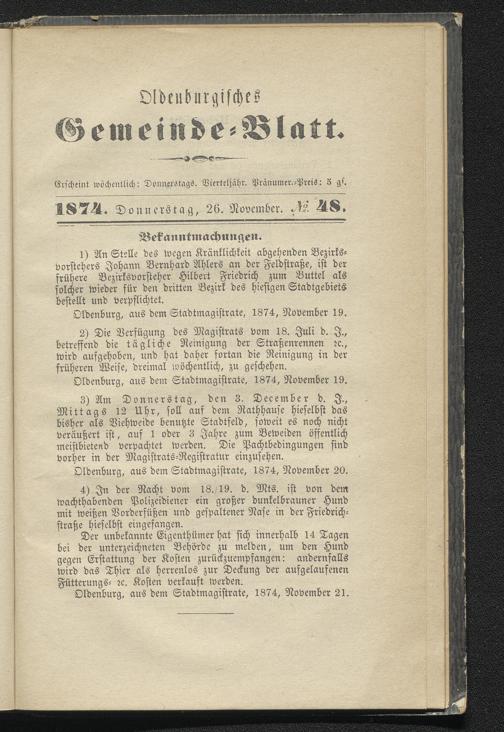 Oldenburgisches
Gemeinde-Blatt.
Erscheint wöchentlich: Donnerstags. Vierteljähr. Pränumer.-Preis: 5 gf.
1874. Donnerstag, 26. November. № 48.
Bekanntmachungen.
1) An Stelle des wegen Kränklichkeit abgehenden Bezirks-
vorstehers Johann Bernhard Ahlers an der Feldstraße, ist der
frühere Bezirksvorsteher Hilbert Friedrich zum Buttel als
solcher wieder für den dritten Bezirk des hiesigen Stadtgebiets
bestellt und verpflichtet.
Oldenburg, aus dem Stadtmagistrate, 1874, November 19.
2) Die Verfügung des Magistrats vom 18. Juli d. J.,
betreffend die tägliche Reinigung der Straßenrennen ꝛc.,
wird aufgehoben, und hat daher fortan die Reinigung in der
früheren Weise, dreimal wöchentlich, zu geschehen.
Oldenburg, aus dem Stadtmagistrate, 1874, November 19.
3) Am Donnerstag, den 3. December d. J.,
Mittags 12 Uhr, soll auf dem Rathhause hieselbst das
bisher als Viehweide benutzte Stadtfeld, soweit es noch nicht
veräußert ist, auf 1 oder 3 Jahre zum Beweiden öffentlich
meistbietend verpachtet werden. Die Pachtbedingungen sind
vorher in der Magistrats-Registratur einzusehen.
Oldenburg, aus dem Stadtmagistrate, 1874, November 20.
4) In der Nacht vom 18./19. d. Mts. ist von dem
wachthabenden Polizeidiener ein großer dunkelbrauner Hund
mit weißen Vorderfüßen und gespaltener Nase in der Friedrich-
straße hieselbst eingefangen.
Der unbekannte Eigenthümer hat sich innerhalb 14 Tagen
bei der unterzeichneten Behörde zu melden, um den Hund
gegen Erstattung der Kosten zurückzuempfangen: andernfalls
wird das Thier als herrenlos zur Deckung der aufgelaufenen
Fütterungs- ꝛc. Kosten verkauft werden.
Oldenburg, aus dem Stadtmagistrate, 1874, November 21.